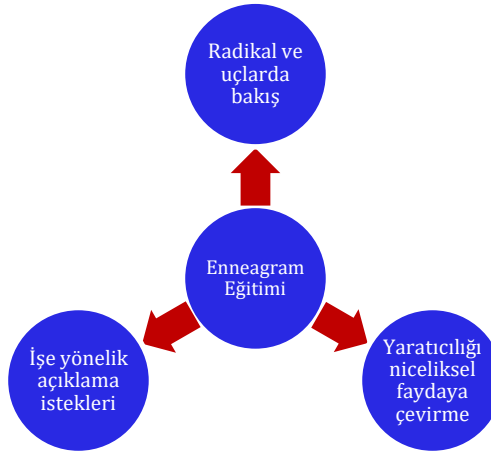 Radikal ve
uçlarda
bakış
Enneagram
Eğitimi
İşe yönelik
açıklama
istekleri
Yaratıcılığı
niceliksel
faydaya
çevirme